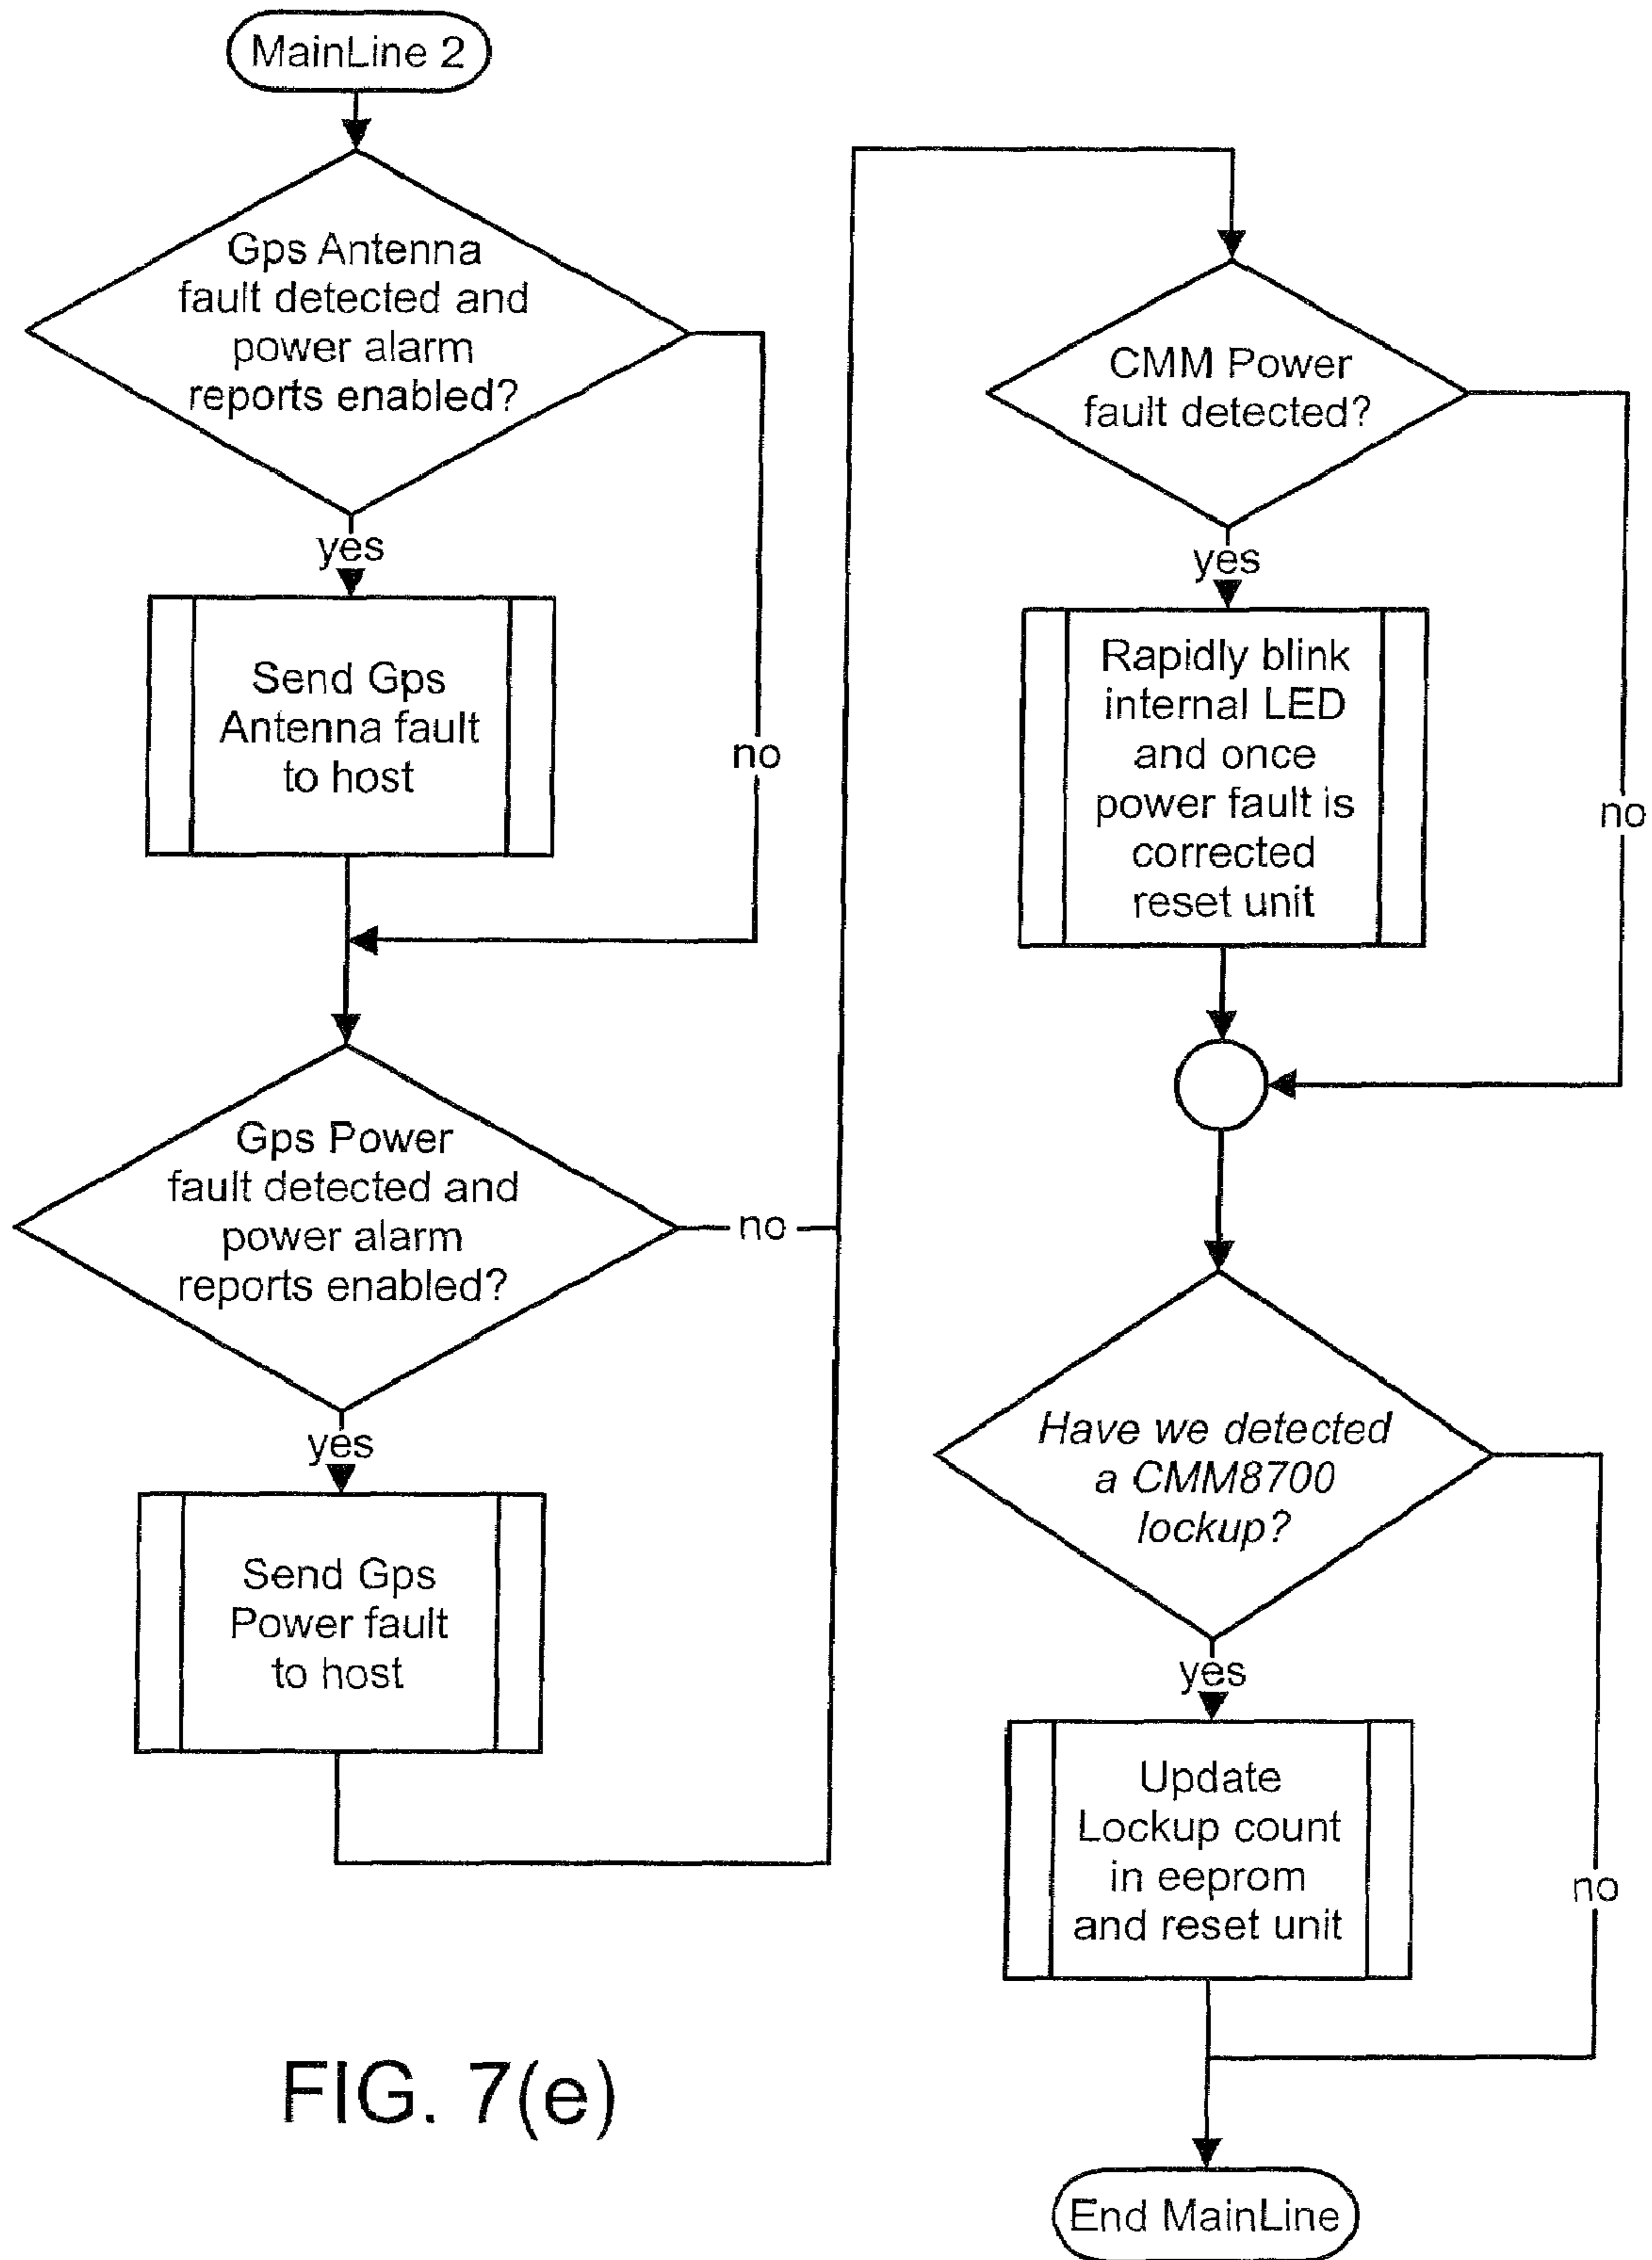 MainLine 2
Gps Antenna
fault detected and
power alarm
reports enabled?
yes
no
Send Gps
Antenna fault
to host
Gps Power
fault detected and
power alarm
reports enabled?
no
yes
Send Gps
Power fault
to host
CMM Power
fault detected?
yes
no
Rapidly blink
internal LED
and once
power fault is
corrected
reset unit
Have we detected
a CMM8700
lockup?
yes
no
Update
Lockup count
in eeprom
and reset unit
End MainLine
FIG. 7(e)